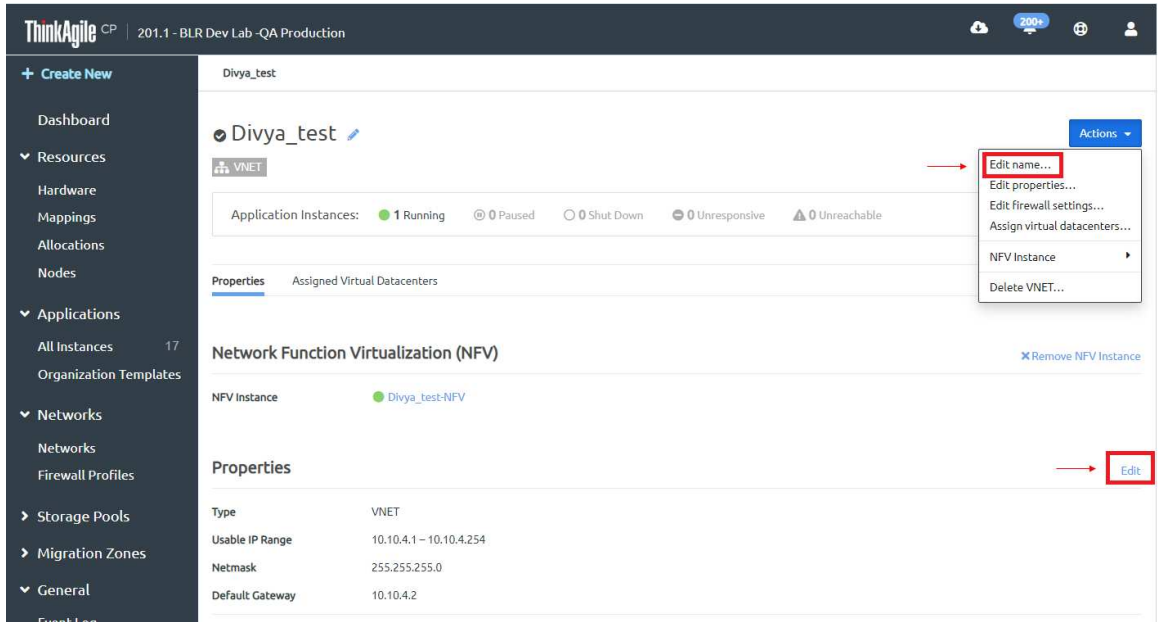 ThinkAgile CP 201.1 - BLR Dev Lab -QA Production
200+
+ Create New
Dashboard
Resources
Hardware
Mappings
Allocations
Nodes
Applications
All Instances 17
Organization Templates
Networks
Networks
Firewall Profiles
Storage Pools
Migration Zones
General
Event Log
Divya_test
Divya_test
Actions
VNET
Edit name...
Edit properties...
Edit firewall settings...
Assign virtual datacenters...
NFV Instance
Delete VNET...
Application Instances: 1 Running 0 Paused 0 Shut Down 0 Unresponsive 0 Unreachable
Properties Assigned Virtual Datacenters
Network Function Virtualization (NFV)
Remove NFV Instance
NFV Instance Divya_test-NFV
Properties
Edit
Type VNET
Usable IP Range 10.10.4.1 – 10.10.4.254
Netmask 255.255.255.0
Default Gateway 10.10.4.2